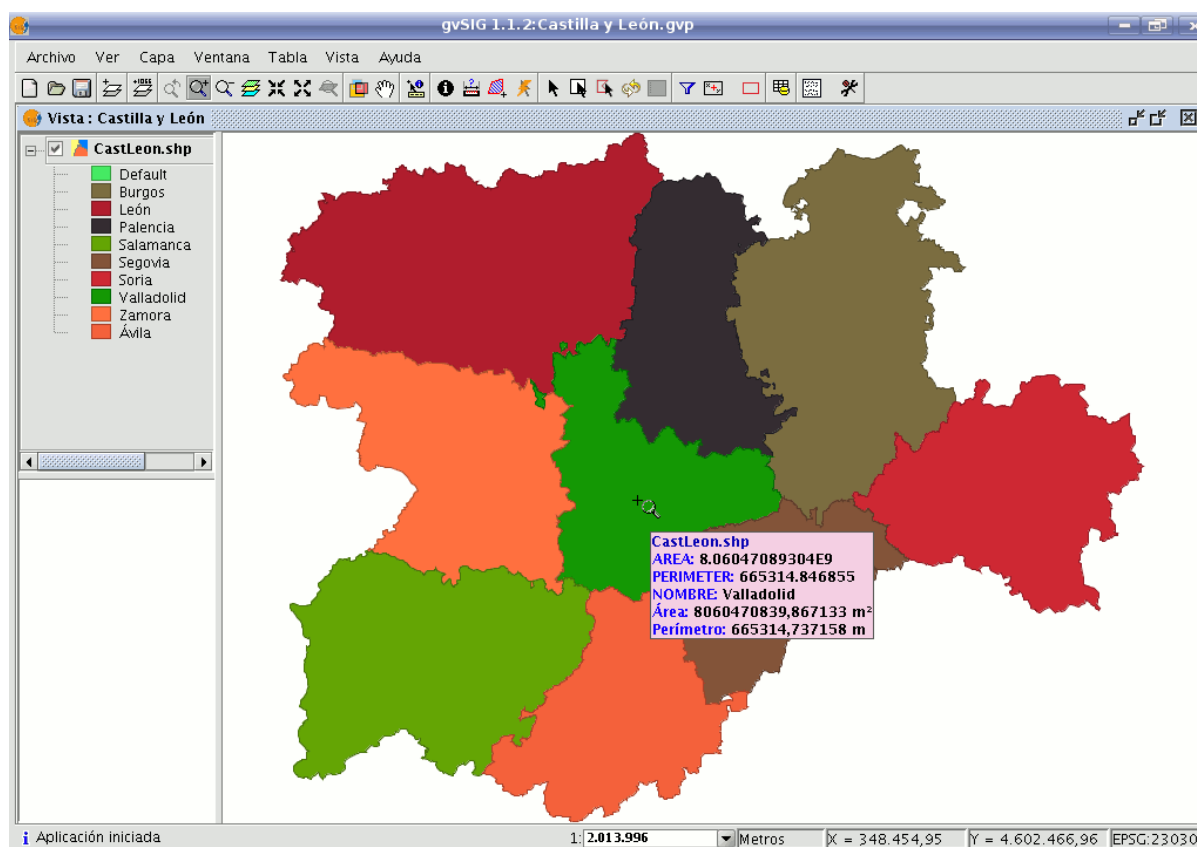 gvSIG 1.1.2:Castilla y León.gvp
Archivo Ver Capa Ventana Tabla Vista Ayuda
Vista : Castilla y León
CastLeon.shp
Default
Burgos
León
Palencia
Salamanca
Segovia
Soria
Valladolid
Zamora
Ávila
CastLeon.shp
AREA: 8.06047089304E9
PERIMETER: 665314.846855
NOMBRE: Valladolid
Área: 8060470839,867133 m²
Perímetro: 665314,737158 m
Aplicación iniciada 1: 2.013.996 Metros X = 348.454,95 Y = 4.602.466,96 EPSG:23030